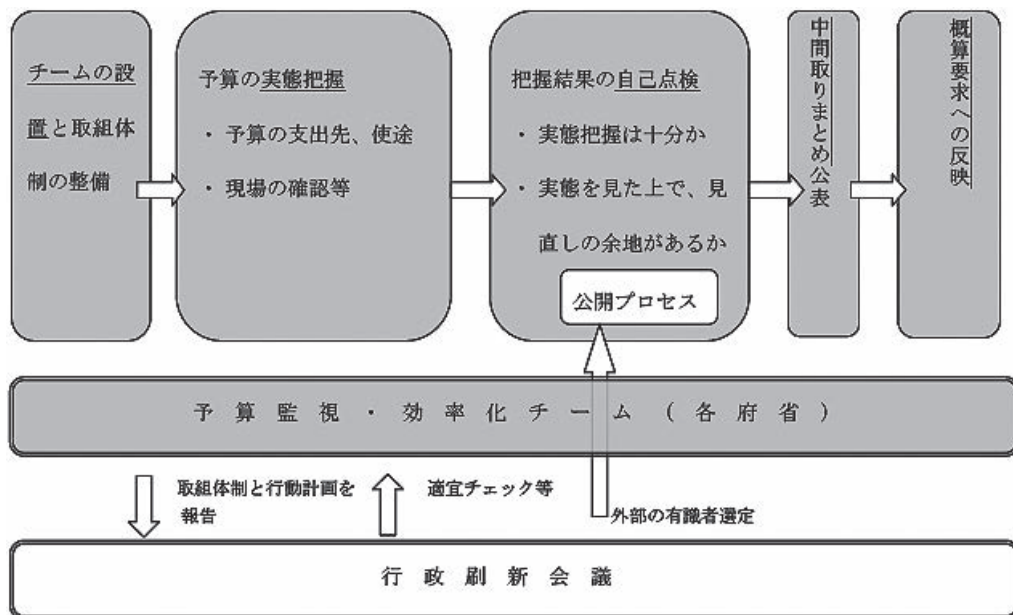 チームの設
置と取組体
制の整備
予算の実態把握
・ 予算の支出先、使途
・ 現場の確認等
把握結果の自己点検
・ 実態把握は十分か
・ 実態を見た上で、見
直しの余地があるか
公開プロセス
中間取りまとめ公表
概算要求への反映
予算監視・効率化チーム(各府省)
取組体制と行動計画を
報告
適宜チェック等
外部の有識者選定
行政刷新会議